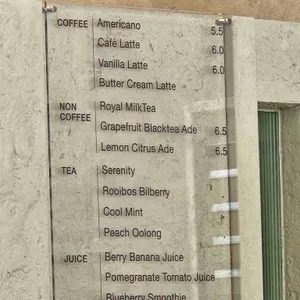 COFFEE Americano 5.5
Café Latte 6.0
Vanilla Latte 6.0
Butter Cream Latte
NON COFFEE Royal MilkTea
Grapefruit Blacktea Ade 6.5
Lemon Citrus Ade 6.5
TEA Serenity
Rooibos Bilberry
Cool Mint
Peach Oolong
JUICE Berry Banana Juice
Pomegranate Tomato Juice
Blueberry Smoothie